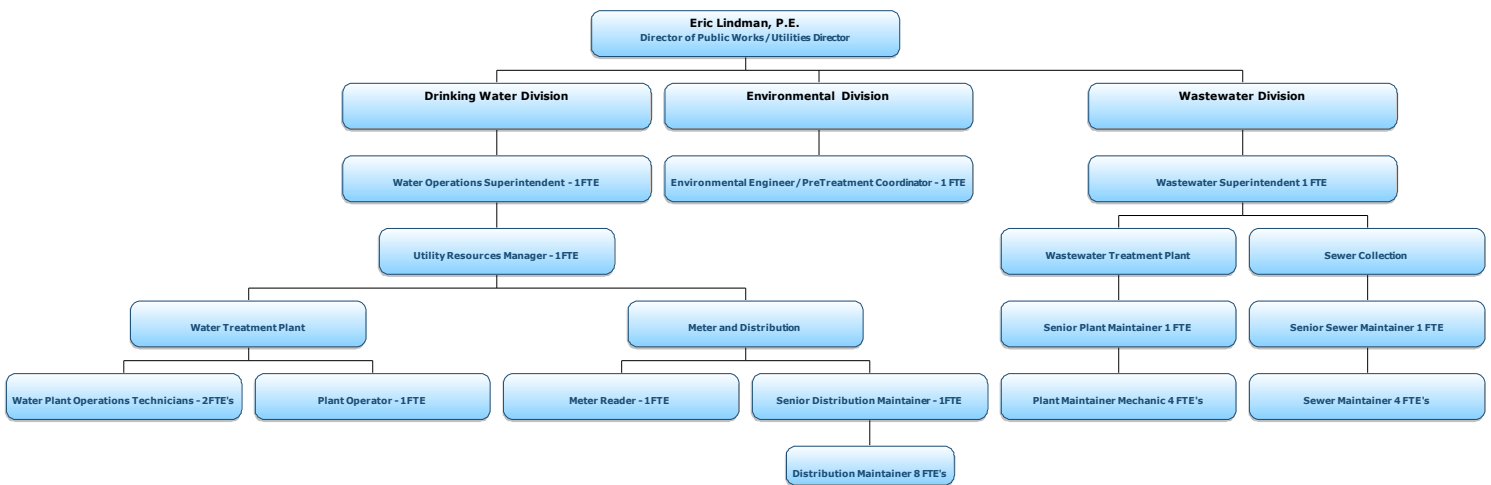 Eric Lindman, P.E.
Director of Public Works/Utilities Director
Drinking Water Division
Environmental Division
Wastewater Division
Water Operations Superintendent - 1FTE
Environmental Engineer/PreTreatment Coordinator - 1 FTE
Wastewater Superintendent 1 FTE
Utility Resources Manager - 1FTE
Wastewater Treatment Plant
Sewer Collection
Water Treatment Plant
Meter and Distribution
Senior Plant Maintainer 1 FTE
Senior Sewer Maintainer 1 FTE
Water Plant Operations Technicians - 2FTE's
Plant Operator - 1FTE
Meter Reader - 1FTE
Senior Distribution Maintainer - 1FTE
Plant Maintainer Mechanic 4 FTE's
Sewer Maintainer 4 FTE's
Distribution Maintainer 8 FTE's